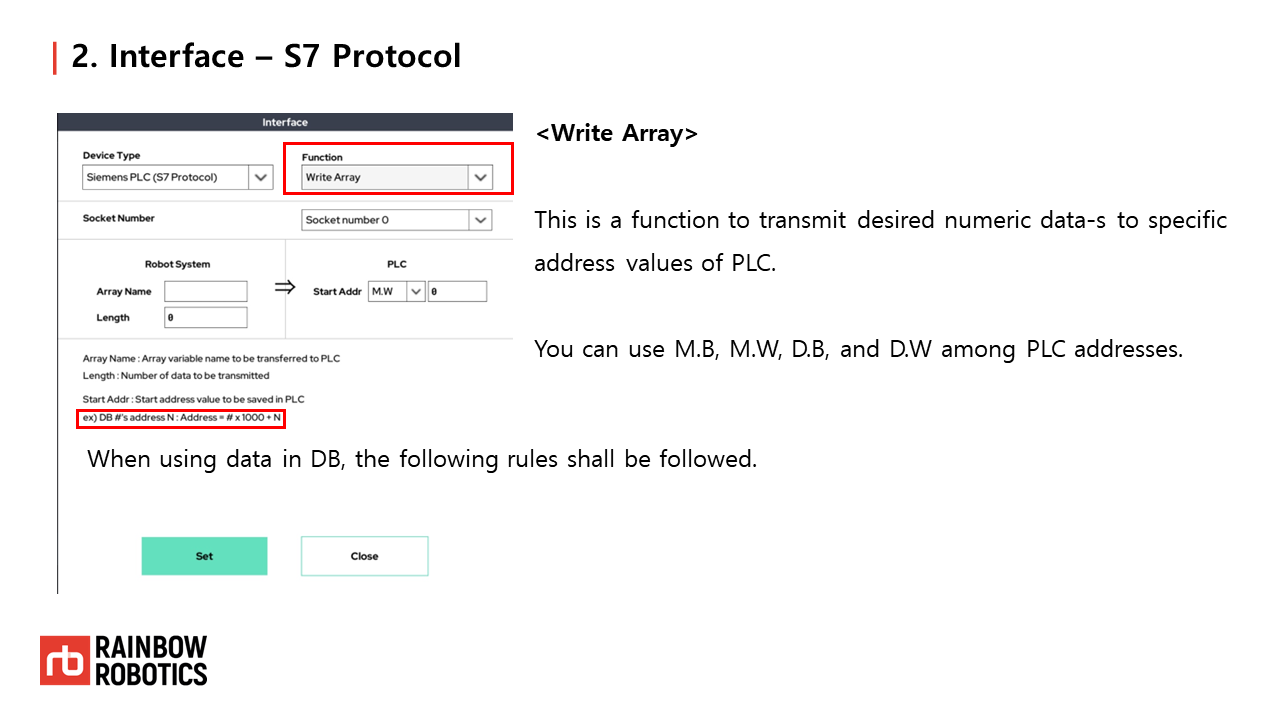 2. Interface – S7 Protocol
Interface
Device Type
Siemens PLC (S7 Protocol)
Function
Write Array
Socket Number
Socket number 0
Robot System
Array Name
Length
0
⇒
PLC
Start Addr
M.W
0
Array Name : Array variable name to be transferred to PLC
Length : Number of data to be transmitted
Start Addr : Start address value to be saved in PLC
ex) DB #'s address N : Address = # x 1000 + N
<Write Array>
This is a function to transmit desired numeric data-s to specific
address values of PLC.
You can use M.B, M.W, D.B, and D.W among PLC addresses.
When using data in DB, the following rules shall be followed.
Set
Close
rb
RAINBOW
ROBOTICS